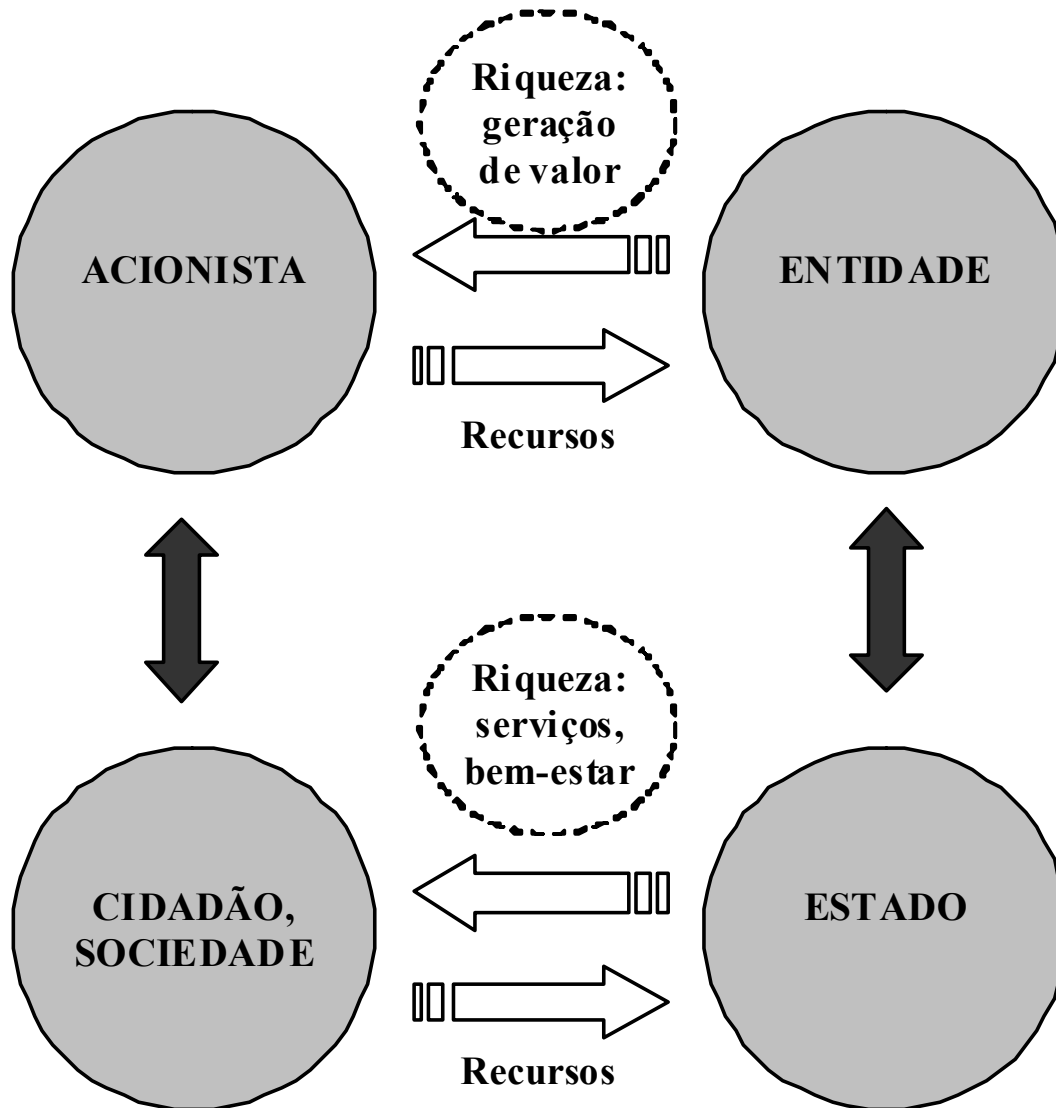 Riqueza:
geração
de valor
ACIONISTA
ENTIDADE
Recursos
Riqueza:
serviços,
bem-estar
CIDADÃO,
SOCIEDADE
ESTADO
Recursos